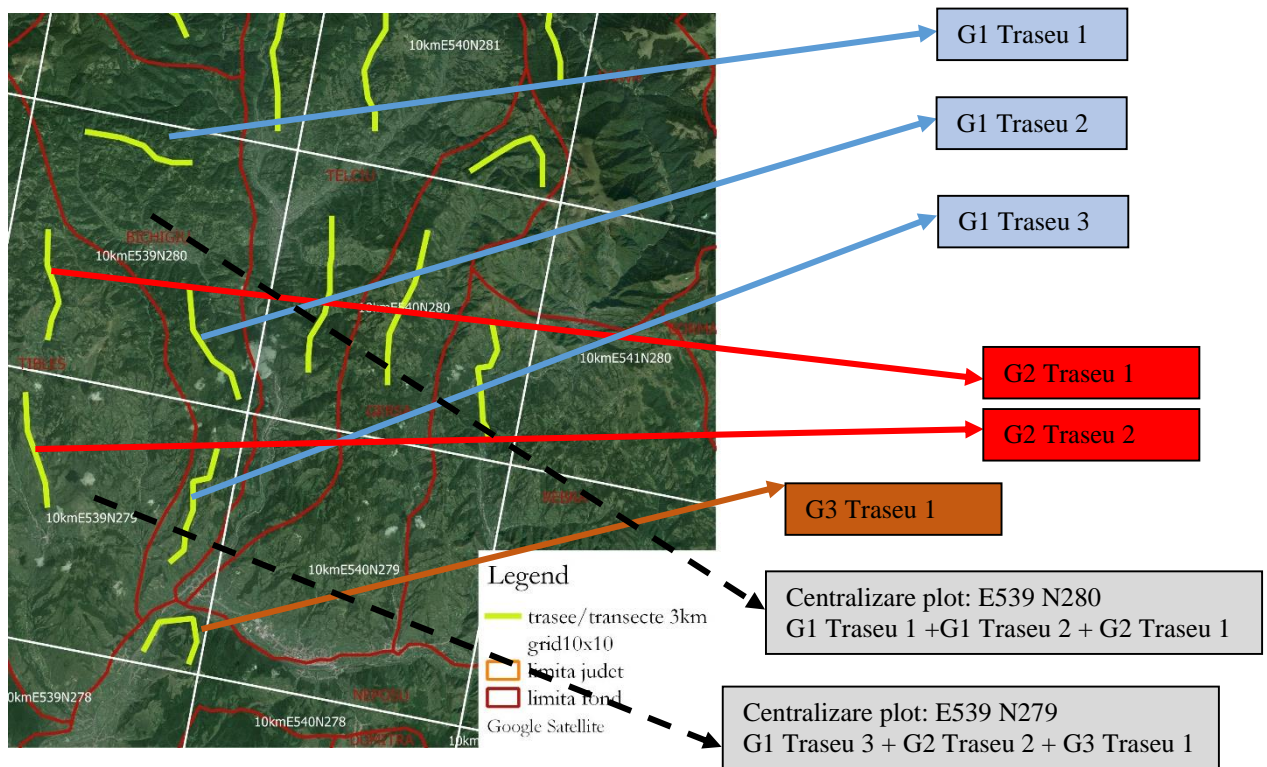 10kmE540N281
G1 Traseu 1
G1 Traseu 2
TELCIU
G1 Traseu 3
BICHIGIU
10kmE539N280
10kmE540N280
10kmE541N280
TIBLES
G2 Traseu 1
G2 Traseu 2
10kmE539N279
G3 Traseu 1
10kmE540N279
Legend
trasee/transecte 3km
grid10x10
limita judet
limita fond
Google Satellite
Centralizare plot: E539 N280
G1 Traseu 1 +G1 Traseu 2 + G2 Traseu 1
0kmE539N278
10kmE540N278
10km
Centralizare plot: E539 N279
G1 Traseu 3 + G2 Traseu 2 + G3 Traseu 1